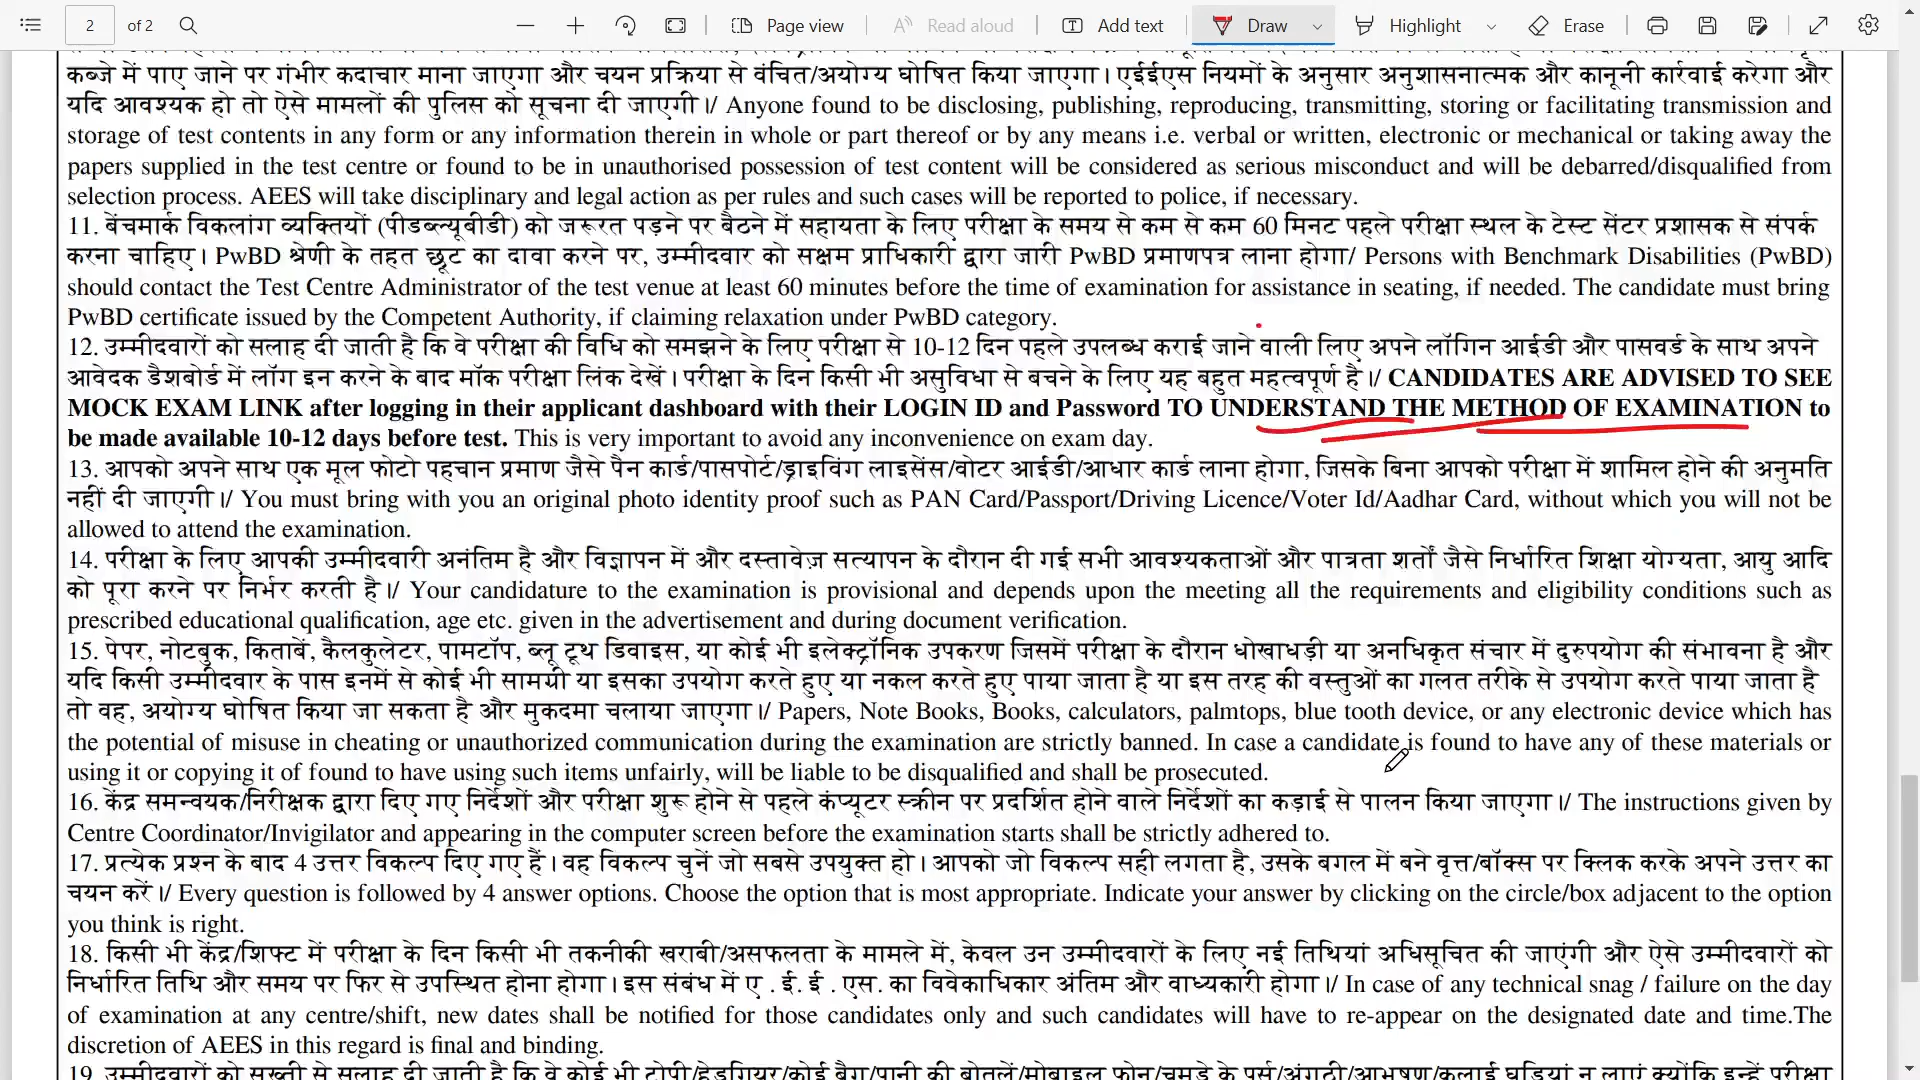 2 of 2 Page view Read aloud Add text Draw Highlight Erase
कब्जे में पाए जाने पर गंभीर कदाचार माना जाएगा और चयन प्रक्रिया से वंचित/अयोग्य घोषित किया जाएगा। एईईएस नियमों के अनुसार अनुशासनात्मक और कानूनी कार्रवाई करेगा और
यदि आवश्यक हो तो ऐसे मामलों की पुलिस को सूचना दी जाएगी।/ Anyone found to be disclosing, publishing, reproducing, transmitting, storing or facilitating transmission and
storage of test contents in any form or any information therein in whole or part thereof or by any means i.e. verbal or written, electronic or mechanical or taking away the
papers supplied in the test centre or found to be in unauthorised possession of test content will be considered as serious misconduct and will be debarred/disqualified from
selection process. AEES will take disciplinary and legal action as per rules and such cases will be reported to police, if necessary.
11. बेंचमार्क विकलांग व्यक्तियों (पीडब्ल्यूबीडी) को जरूरत पड़ने पर बैठने में सहायता के लिए परीक्षा के समय से कम से कम 60 मिनट पहले परीक्षा स्थल के टेस्ट सेंटर प्रशासक से संपर्क
करना चाहिए। PwBD श्रेणी के तहत छूट का दावा करने पर, उम्मीदवार को सक्षम प्राधिकारी द्वारा जारी PwBD प्रमाणपत्र लाना होगा/ Persons with Benchmark Disabilities (PwBD)
should contact the Test Centre Administrator of the test venue at least 60 minutes before the time of examination for assistance in seating, if needed. The candidate must bring
PwBD certificate issued by the Competent Authority, if claiming relaxation under PwBD category.
12. उम्मीदवारों को सलाह दी जाती है कि वे परीक्षा की विधि को समझने के लिए परीक्षा से 10-12 दिन पहले उपलब्ध कराई जाने वाली लिए अपने लॉगिन आईडी और पासवर्ड के साथ अपने
आवेदक डैशबोर्ड में लॉग इन करने के बाद मॉक परीक्षा लिंक देखें। परीक्षा के दिन किसी भी असुविधा से बचने के लिए यह बहुत महत्वपूर्ण है।/ CANDIDATES ARE ADVISED TO SEE
MOCK EXAM LINK after logging in their applicant dashboard with their LOGIN ID and Password TO UNDERSTAND THE METHOD OF EXAMINATION to
be made available 10-12 days before test. This is very important to avoid any inconvenience on exam day.
13. आपको अपने साथ एक मूल फोटो पहचान प्रमाण जैसे पैन कार्ड/पासपोर्ट/ड्राइविंग लाइसेंस/वोटर आईडी/आधार कार्ड लाना होगा, जिसके बिना आपको परीक्षा में शामिल होने की अनुमति
नहीं दी जाएगी।/ You must bring with you an original photo identity proof such as PAN Card/Passport/Driving Licence/Voter Id/Aadhar Card, without which you will not be
allowed to attend the examination.
14. परीक्षा के लिए आपकी उम्मीदवारी अनंतिम है और विज्ञापन में और दस्तावेज़ सत्यापन के दौरान दी गई सभी आवश्यकताओं और पात्रता शर्तों जैसे निर्धारित शिक्षा योग्यता, आयु आदि
को पूरा करने पर निर्भर करती है।/ Your candidature to the examination is provisional and depends upon the meeting all the requirements and eligibility conditions such as
prescribed educational qualification, age etc. given in the advertisement and during document verification.
15. पेपर, नोटबुक, किताबें, कैलकुलेटर, पामटॉप, ब्लू टूथ डिवाइस, या कोई भी इलेक्ट्रॉनिक उपकरण जिसमें परीक्षा के दौरान धोखाधड़ी या अनधिकृत संचार में दुरुपयोग की संभावना है और
यदि किसी उम्मीदवार के पास इनमें से कोई भी सामग्री या इसका उपयोग करते हुए या नकल करते हुए पाया जाता है या इस तरह की वस्तुओं का गलत तरीके से उपयोग करते पाया जाता है
तो वह, अयोग्य घोषित किया जा सकता है और मुकदमा चलाया जाएगा।/ Papers, Note Books, Books, calculators, palmtops, blue tooth device, or any electronic device which has
the potential of misuse in cheating or unauthorized communication during the examination are strictly banned. In case a candidate is found to have any of these materials or
using it or copying it of found to have using such items unfairly, will be liable to be disqualified and shall be prosecuted.
16. केंद्र समन्वयक/निरीक्षक द्वारा दिए गए निर्देशों और परीक्षा शुरू होने से पहले कंप्यूटर स्क्रीन पर प्रदर्शित होने वाले निर्देशों का कड़ाई से पालन किया जाएगा।/ The instructions given by
Centre Coordinator/Invigilator and appearing in the computer screen before the examination starts shall be strictly adhered to.
17. प्रत्येक प्रश्न के बाद 4 उत्तर विकल्प दिए गए हैं। वह विकल्प चुनें जो सबसे उपयुक्त हो। आपको जो विकल्प सही लगता है, उसके बगल में बने वृत्त/बॉक्स पर क्लिक करके अपने उत्तर का
चयन करें।/ Every question is followed by 4 answer options. Choose the option that is most appropriate. Indicate your answer by clicking on the circle/box adjacent to the option
you think is right.
18. किसी भी केंद्र/शिफ्ट में परीक्षा के दिन किसी भी तकनीकी खराबी/असफलता के मामले में, केवल उन उम्मीदवारों के लिए नई तिथियां अधिसूचित की जाएंगी और ऐसे उम्मीदवारों को
निर्धारित तिथि और समय पर फिर से उपस्थित होना होगा। इस संबंध में ए . ई. ई . एस. का विवेकाधिकार अंतिम और वाध्यकारी होगा।/ In case of any technical snag / failure on the day
of examination at any centre/shift, new dates shall be notified for those candidates only and such candidates will have to re-appear on the designated date and time.The
discretion of AEES in this regard is final and binding.
19. उम्मीदवारों को सख्ती से सलाह दी जाती है कि वे कोई भी टोपी/हेडगियर/कोई बैग/पानी की बोतलें/मोबाइल फोन/चमड़े के पर्स/अंगूठी/आभूषण/कलाई घड़ियां न लाएं क्योंकि इन्हें परीक्षा